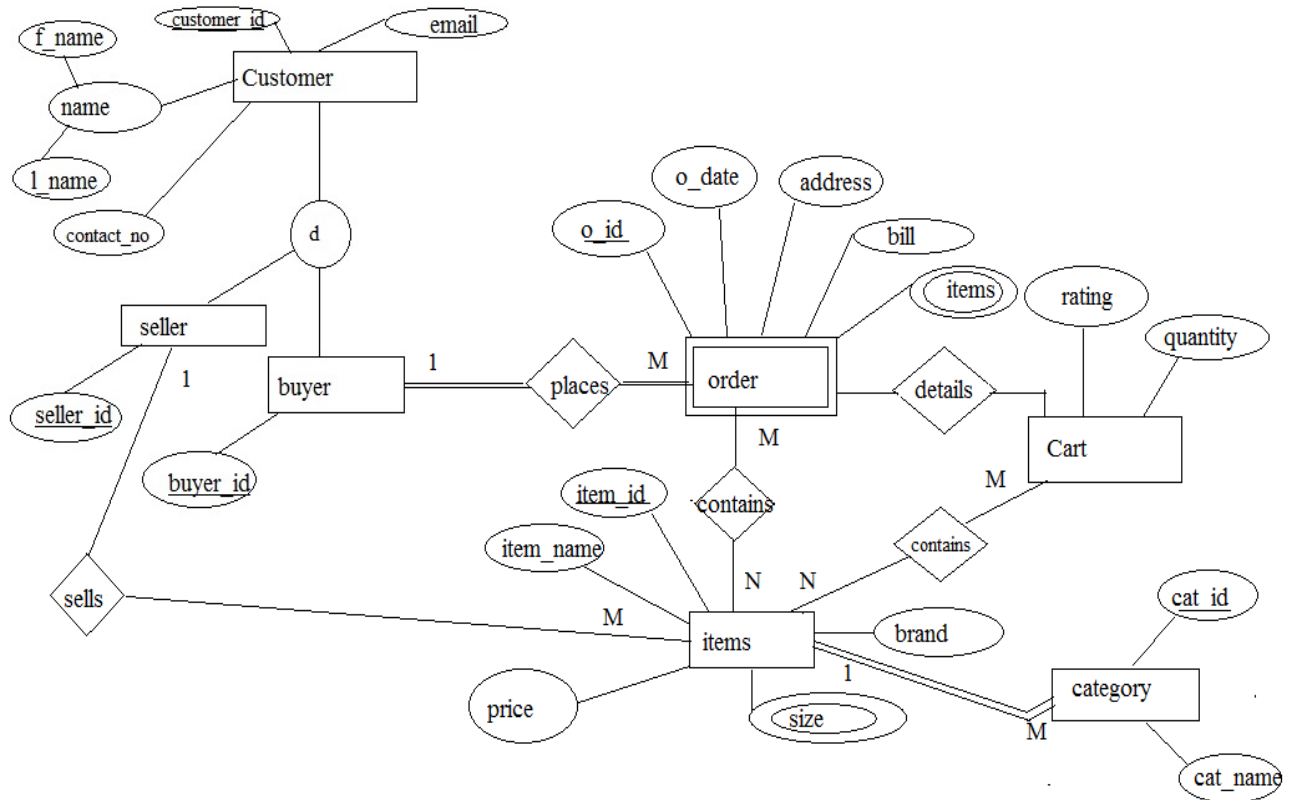 customer_id
email
f_name
Customer
name
l_name
contact_no
d
o_date
address
o_id
bill
items
rating
quantity
seller
1
buyer
1
places
M
order
details
seller_id
buyer_id
M
Cart
item_id
contains
M
item_name
contains
sells
N
N
cat_id
M
items
brand
1
category
price
size
M
cat_name